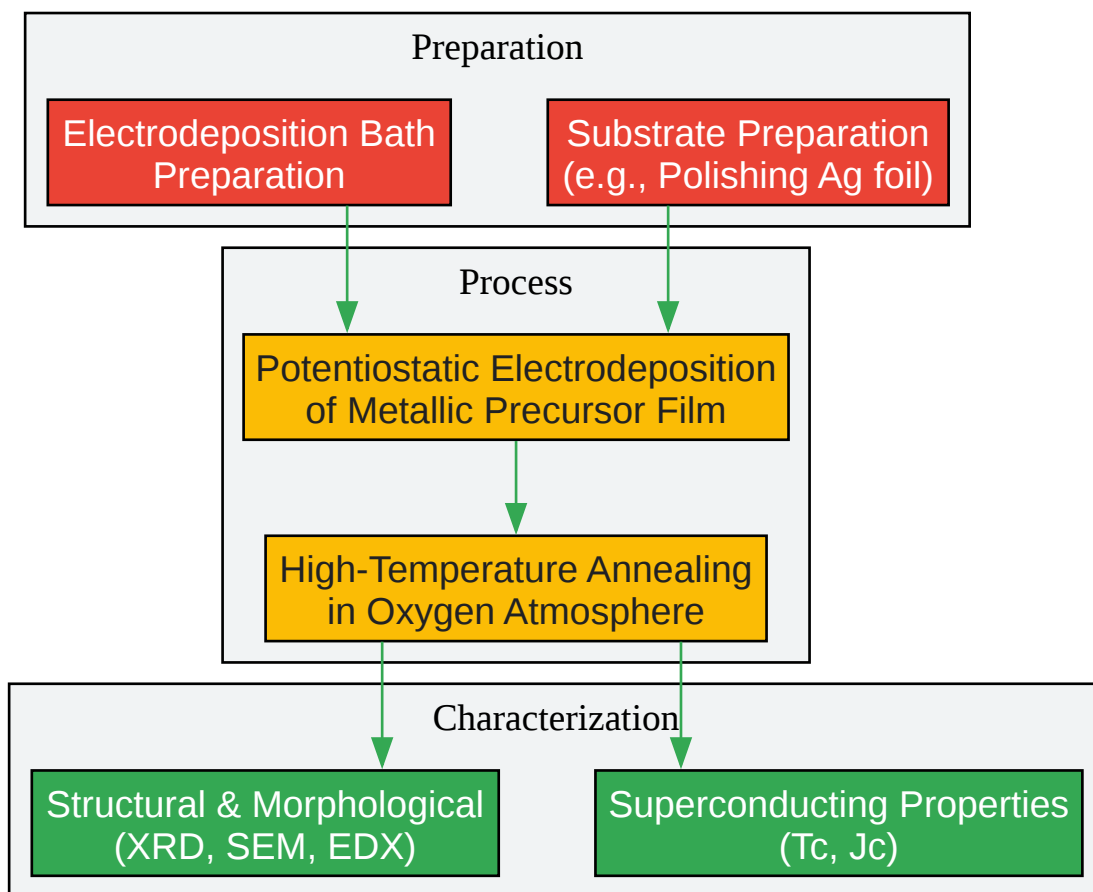 Preparation
Electrodeposition Bath
Preparation
Substrate Preparation
(e.g., Polishing Ag foil)
Process
Potentiostatic Electrodeposition
of Metallic Precursor Film
High-Temperature Annealing
in Oxygen Atmosphere
Characterization
Structural & Morphological
(XRD, SEM, EDX)
Superconducting Properties
(Tc, Jc)